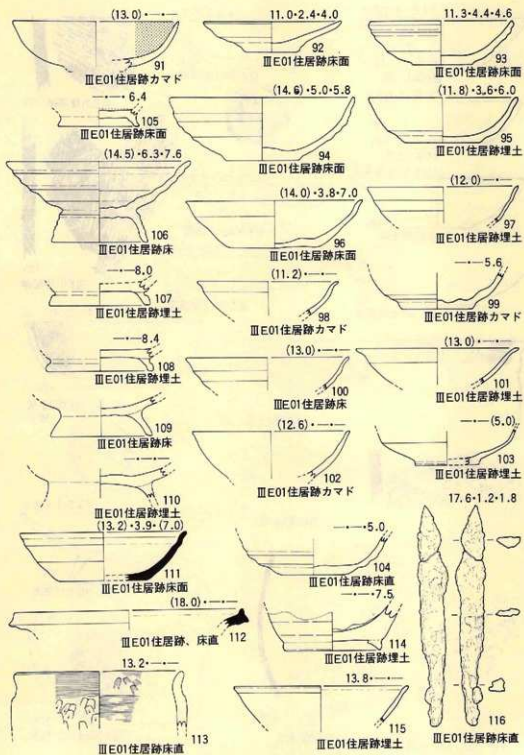 (13.0)・—・—
91
ⅢE01住居跡カマド
—・—・6.4
105
ⅢE01住居跡床面
(14.5)・6.3・7.6
106
ⅢE01住居跡床
—・—・8.0
107
ⅢE01住居跡埋土
—・—・8.4
108
ⅢE01住居跡埋土
—・—・—
109
ⅢE01住居跡床
—・—・—
110
ⅢE01住居跡埋土
(13.2)・3.9・(7.0)
111
ⅢE01住居跡床面
(18.0)・—・—
ⅢE01住居跡、床直 112
13.2・—・—
113
ⅢE01住居跡床直
11.0・2.4・4.0
92
ⅢE01住居跡床面
(14.6)・5.0・5.8
94
ⅢE01住居跡床面
(14.0)・3.8・7.0
96
ⅢE01住居跡床面
(11.2)・—・—
98
ⅢE01住居跡カマド
(13.0)・—・—
100
ⅢE01住居跡床
(12.6)・—・—
102
ⅢE01住居跡カマド
—・—・5.0
104
ⅢE01住居跡床直
—・—・7.5
114
ⅢE01住居跡埋土
13.8・—・—
115
ⅢE01住居跡埋土
11.3・4.4・4.6
93
ⅢE01住居跡床面
(11.8)・3.6・6.0
95
ⅢE01住居跡埋土
(12.0)・—・—
97
ⅢE01住居跡埋土
—・—・5.6
99
ⅢE01住居跡カマド
(13.0)・—・—
101
ⅢE01住居跡埋土
—・—・(5.0)
103
ⅢE01住居跡埋土
17.6・1.2・1.8
116
ⅢE01住居跡床直